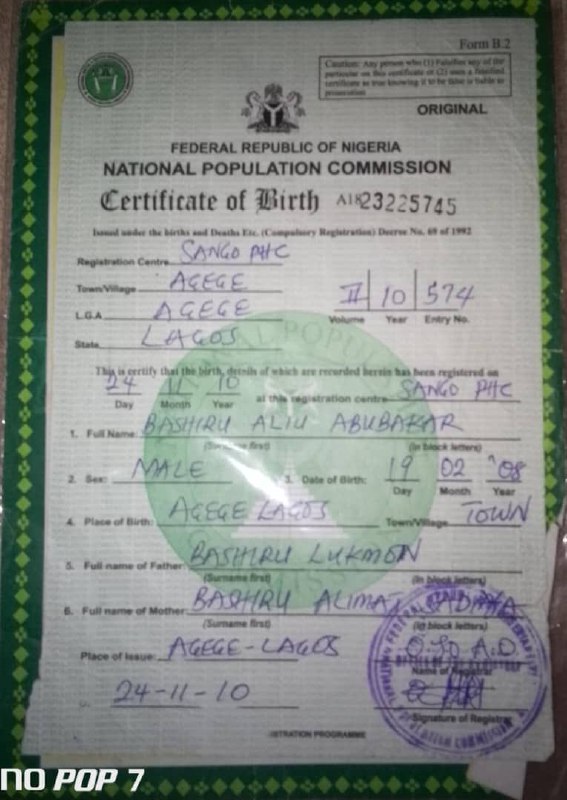 Form B.2
Caution: Any person who (1) Falsifies any of the
particular on this certificate or (2) uses a falsified
certificate as true knowing it to be false is liable to
prosecution
ORIGINAL
FEDERAL REPUBLIC OF NIGERIA
NATIONAL POPULATION COMMISSION
Certificate of Birth A1823225745
Issued under the births and Deaths Etc. (Compulsory Registration) Decree No. 69 of 1992
Registration Centre SANGO PHC
Town/Village AGEGE
L.G.A AGEGE
II 10 574
Volume Year Entry No.
State LAGOS
This is certify that the birth, details of which are recorded herein has been registered on
24 11 10 at this registration centre SANGO PHC
Day Month Year
1. Full Name: BASHIRU ALIU ABUBAKAR
(Surname first) (in block letters)
2. Sex: MALE 3. Date of Birth: 19 02 '08
Day Month Year
4. Place of Birth: AGEGE LAGOS Town/Village TOWN
5. Full name of Father: BASHIRU LUKMON
(Surname first) (in block letters)
6. Full name of Mother: BASHIRU ALIMAT
(Surname first) (in block letters)
Place of Issue: AGEGE-LAGOS
Name of Registrar
24-11-10
Signature of Registrar
ISTRATION PROGRAMME
NO POP 7